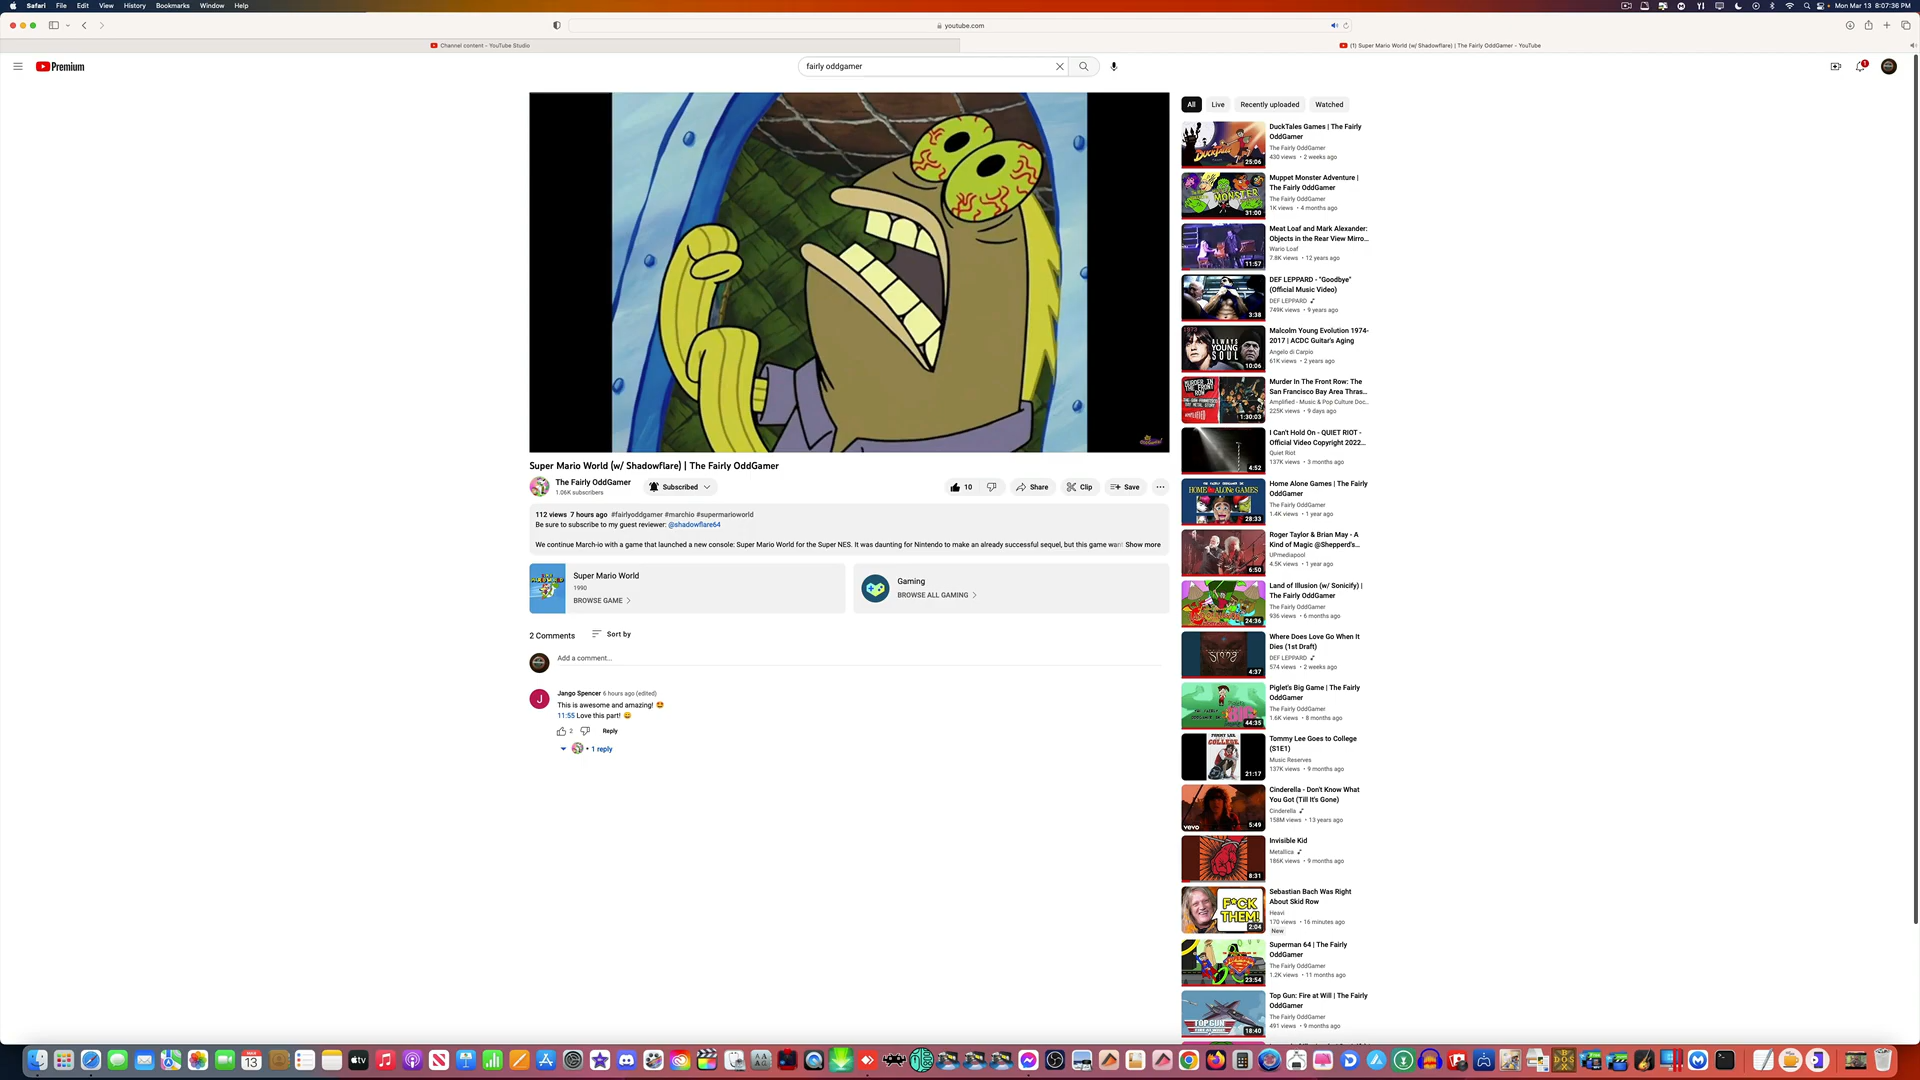 Safari File Edit View History Bookmarks Window Help
Mon Mar 13 8:07:36 PM
youtube.com
Channel content - YouTube Studio
(1) Super Mario World (w/ Shadowflare) | The Fairly OddGamer - YouTube
Premium
fairly oddgamer
1
Super Mario World (w/ Shadowflare) | The Fairly OddGamer
The Fairly OddGamer
1.06K subscribers
Subscribed
10
Share
Clip
Save
112 views 7 hours ago #fairlyoddgamer #marchio #supermarioworld
Be sure to subscribe to my guest reviewer: @shadowflare64
We continue March-io with a game that launched a new console: Super Mario World for the Super NES. It was daunting for Nintendo to make an already successful sequel, but this game want Show more
Super Mario World
1990
BROWSE GAME
Gaming
BROWSE ALL GAMING
2 Comments
Sort by
Add a comment...
J
Jango Spencer 6 hours ago (edited)
This is awesome and amazing! 🤩
11:55 Love this part! 😄
2
Reply
• 1 reply
All
Live
Recently uploaded
Watched
DuckTales Games | The Fairly
OddGamer
The Fairly OddGamer
430 views • 2 weeks ago
25:06
Muppet Monster Adventure |
The Fairly OddGamer
The Fairly OddGamer
1K views • 4 months ago
MONSTER
31:00
Meat Loaf and Mark Alexander:
Objects in the Rear View Mirro...
Wario Loaf
7.8K views • 12 years ago
11:57
DEF LEPPARD - "Goodbye"
(Official Music Video)
DEF LEPPARD
749K views • 9 years ago
3:38
Malcolm Young Evolution 1974-
2017 | ACDC Guitar's Aging
Angelo di Carpio
61K views • 2 years ago
ALWAYS
YOUNG
SOUL
10:06
Murder In The Front Row: The
San Francisco Bay Area Thras...
Amplified - Music & Pop Culture Doc...
225K views • 9 days ago
1:30:03
I Can't Hold On - QUIET RIOT -
Official Video Copyright 2022...
Quiet Riot
137K views • 3 months ago
4:52
Home Alone Games | The Fairly
OddGamer
The Fairly OddGamer
1.4K views • 1 year ago
HOME ALONE GAMES
28:33
Roger Taylor & Brian May - A
Kind of Magic @Shepperd's...
UPmediapool
4.5K views • 1 year ago
6:50
Land of Illusion (w/ Sonicify) |
The Fairly OddGamer
The Fairly OddGamer
936 views • 6 months ago
24:36
Where Does Love Go When It
Dies (1st Draft)
DEF LEPPARD
574 views • 2 weeks ago
4:37
Piglet's Big Game | The Fairly
OddGamer
The Fairly OddGamer
1.6K views • 8 months ago
44:35
Tommy Lee Goes to College
(S1E1)
Music Reserves
137K views • 9 months ago
21:17
Cinderella - Don't Know What
You Got (Till It's Gone)
Cinderella
158M views • 13 years ago
vevo
5:49
Invisible Kid
Metallica
186K views • 9 months ago
8:31
Sebastian Bach Was Right
About Skid Row
Heavi
170 views • 16 minutes ago
New
F*CK
THEM!
2:04
Superman 64 | The Fairly
OddGamer
The Fairly OddGamer
1.2K views • 11 months ago
23:54
Top Gun: Fire at Will | The Fairly
OddGamer
The Fairly OddGamer
491 views • 9 months ago
TOP GUN
18:40
13
tv